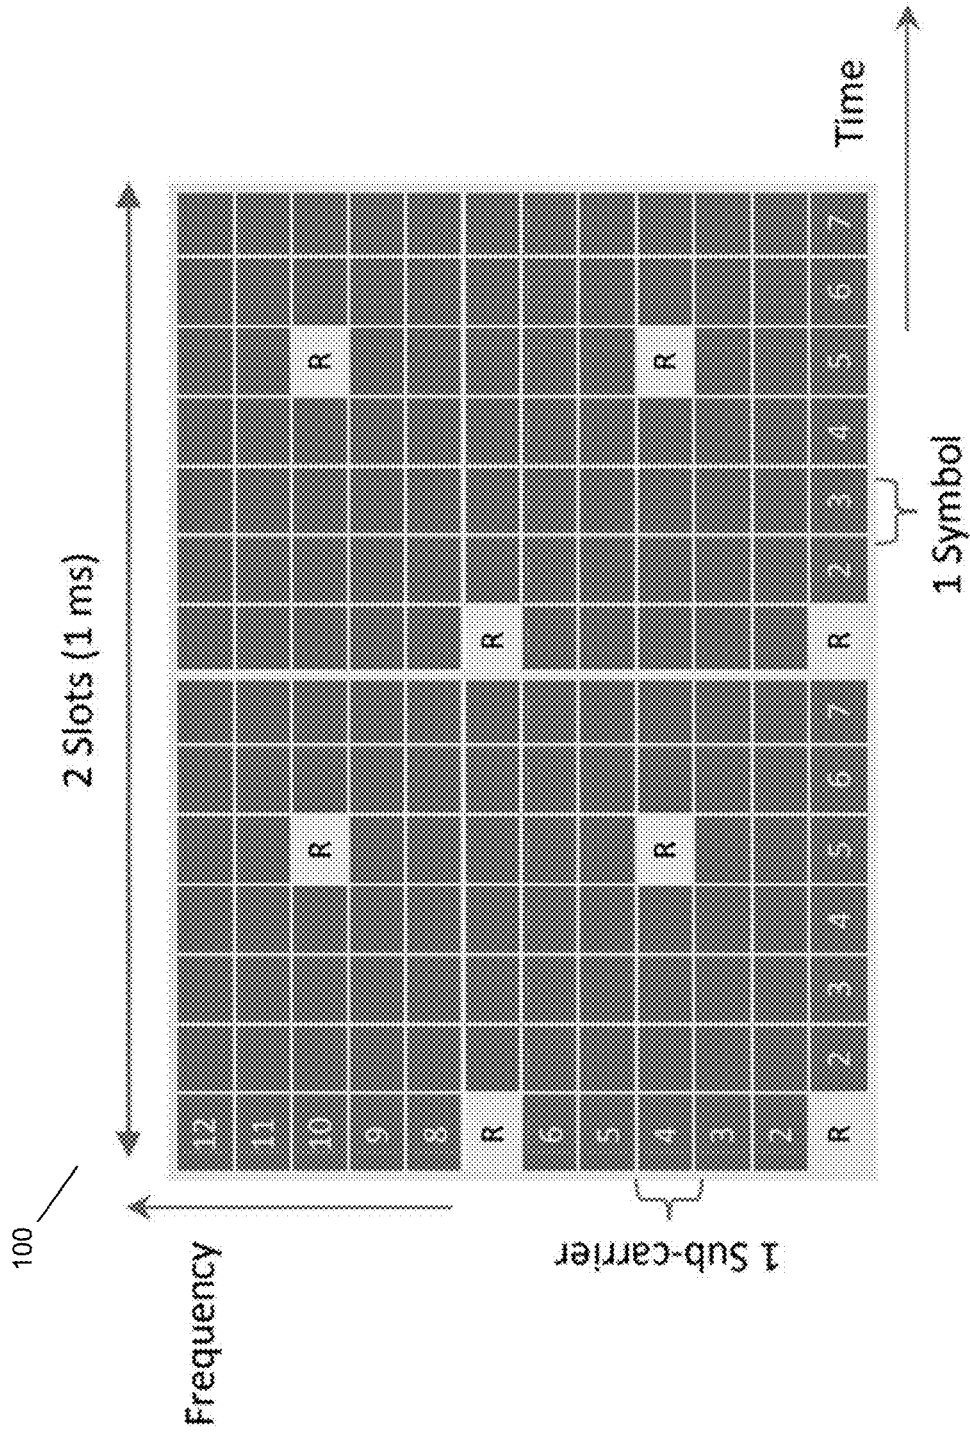 100
2 Slots (1 ms)
Frequency
12
11
10 R R
9
8
R R
6
5
4 R R
3
2
R 2 3 4 5 6 7 R 2 3 4 5 6 7
1 Sub-carrier
Time
1 Symbol